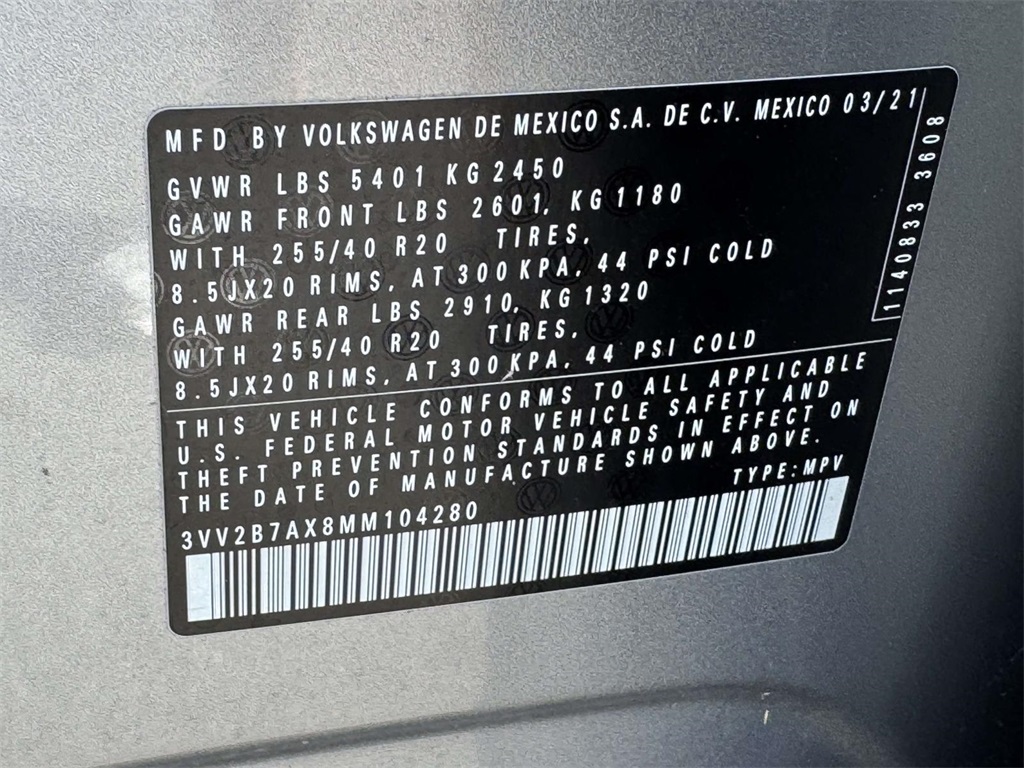 MFD BY VOLKSWAGEN DE MEXICO S.A. DE C.V. MEXICO 03/21
GVWR LBS 5401 KG 2450
GAWR FRONT LBS 2601, KG 1180
WITH 255/40 R20 TIRES,
8.5JX20 RIMS, AT 300 KPA, 44 PSI COLD
GAWR REAR LBS 2910, KG 1320
WITH 255/40 R20 TIRES,
8.5JX20 RIMS, AT 300 KPA, 44 PSI COLD
1140833 3608
THIS VEHICLE CONFORMS TO ALL APPLICABLE
U.S. FEDERAL MOTOR VEHICLE SAFETY AND
THEFT PREVENTION STANDARDS IN EFFECT ON
THE DATE OF MANUFACTURE SHOWN ABOVE.
TYPE: MPV
3VV2B7AX8MM104280